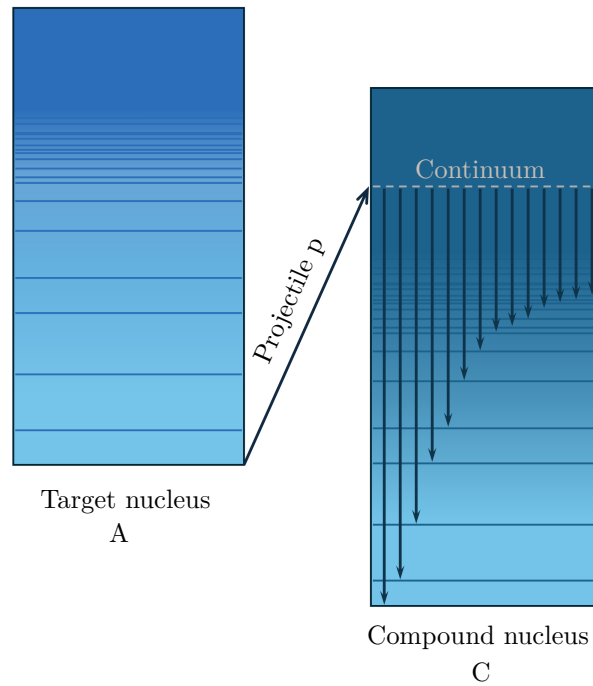 Continuum
Projectile p
Target nucleus
A
Compound nucleus
C